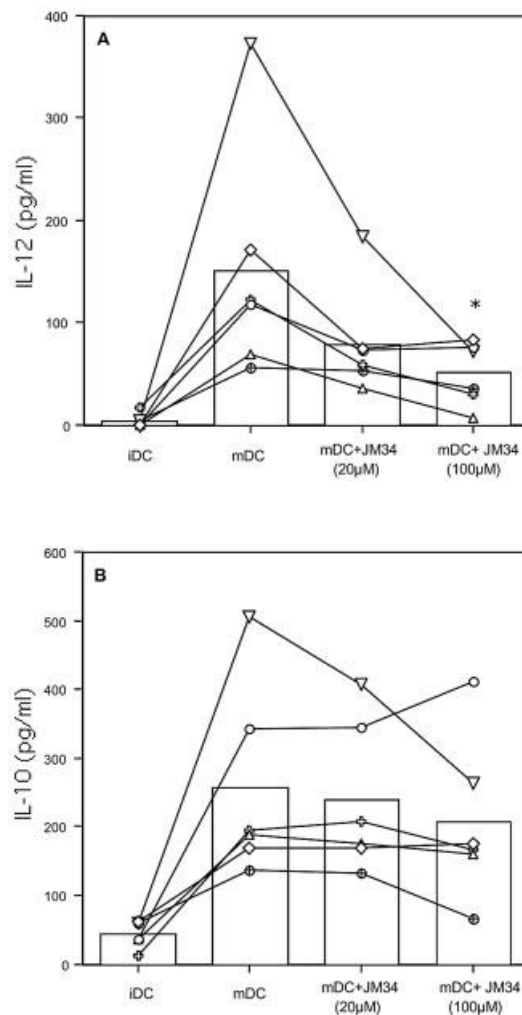 A
400
300
200
100
0
IL-12 (pg/ml)
*
iDC mDC mDC+JM34 mDC+ JM34
(20µM) (100µM)
B
600
500
400
300
200
100
0
IL-10 (pg/ml)
iDC mDC mDC+JM34 mDC+ JM34
(20µM) (100µM)